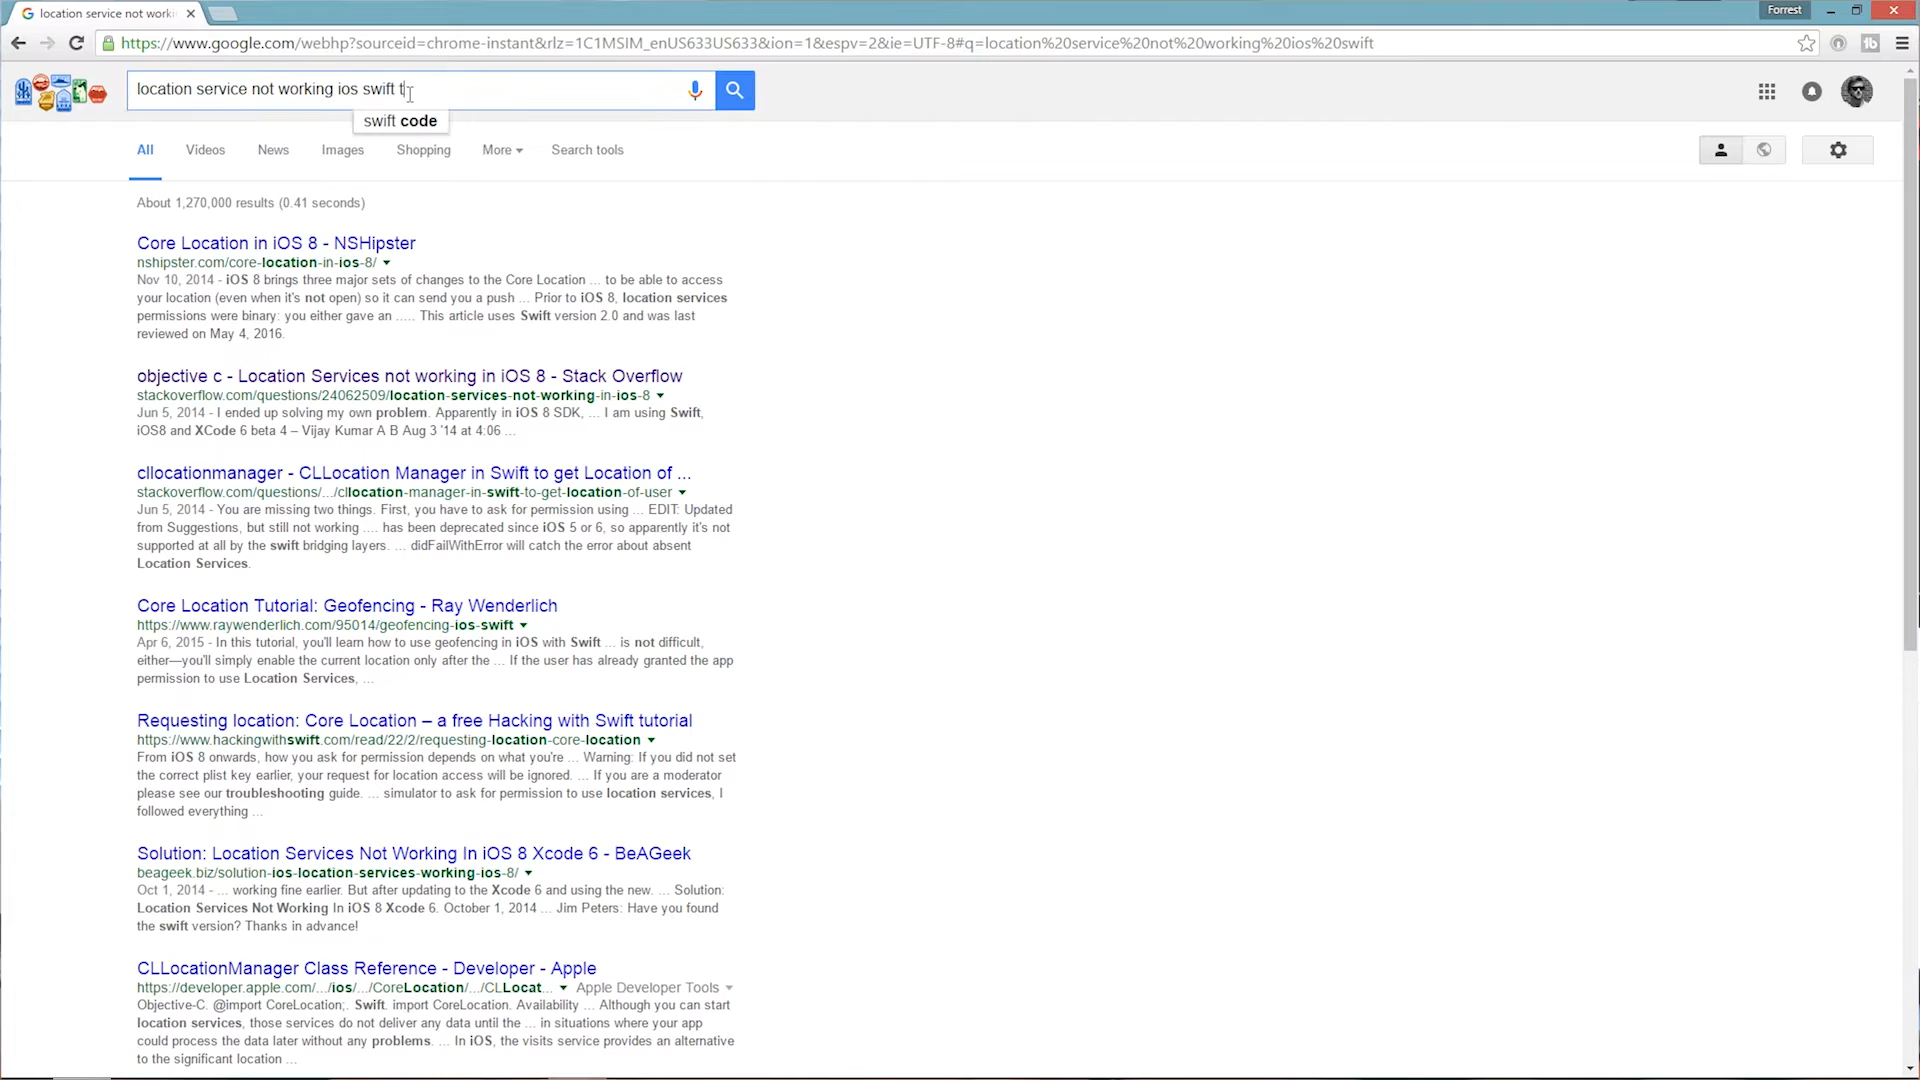 location service not worki
Forrest
https://www.google.com/webhp?sourceid=chrome-instant&rlz=1C1MSIM_enUS633US633&ion=1&espv=2&ie=UTF-8#q=location%20service%20not%20working%20ios%20swift
location service not working ios swift t
swift code
All Videos News Images Shopping More Search tools
About 1,270,000 results (0.41 seconds)
Core Location in iOS 8 - NSHipster
nshipster.com/core-location-in-ios-8/
Nov 10, 2014 - iOS 8 brings three major sets of changes to the Core Location ... to be able to access
your location (even when it's not open) so it can send you a push ... Prior to iOS 8, location services
permissions were binary: you either gave an ..... This article uses Swift version 2.0 and was last
reviewed on May 4, 2016.
objective c - Location Services not working in iOS 8 - Stack Overflow
stackoverflow.com/questions/24062509/location-services-not-working-in-ios-8
Jun 5, 2014 - I ended up solving my own problem. Apparently in iOS 8 SDK, ... I am using Swift,
iOS8 and XCode 6 beta 4 – Vijay Kumar A B Aug 3 '14 at 4:06 ...
cllocationmanager - CLLocation Manager in Swift to get Location of ...
stackoverflow.com/questions/.../cllocation-manager-in-swift-to-get-location-of-user
Jun 5, 2014 - You are missing two things. First, you have to ask for permission using ... EDIT: Updated
from Suggestions, but still not working .... has been deprecated since iOS 5 or 6, so apparently it's not
supported at all by the swift bridging layers. ... didFailWithError will catch the error about absent
Location Services.
Core Location Tutorial: Geofencing - Ray Wenderlich
https://www.raywenderlich.com/95014/geofencing-ios-swift
Apr 6, 2015 - In this tutorial, you'll learn how to use geofencing in iOS with Swift ... is not difficult,
either—you'll simply enable the current location only after the ... If the user has already granted the app
permission to use Location Services, ...
Requesting location: Core Location – a free Hacking with Swift tutorial
https://www.hackingwithswift.com/read/22/2/requesting-location-core-location
From iOS 8 onwards, how you ask for permission depends on what you're ... Warning: If you did not set
the correct plist key earlier, your request for location access will be ignored. ... If you are a moderator
please see our troubleshooting guide. ... simulator to ask for permission to use location services, I
followed everything ...
Solution: Location Services Not Working In iOS 8 Xcode 6 - BeAGeek
beageek.biz/solution-ios-location-services-working-ios-8/
Oct 1, 2014 - ... working fine earlier. But after updating to the Xcode 6 and using the new. ... Solution:
Location Services Not Working In iOS 8 Xcode 6. October 1, 2014 ... Jim Peters: Have you found
the swift version? Thanks in advance!
CLLocationManager Class Reference - Developer - Apple
https://developer.apple.com/.../ios/.../CoreLocation/.../CLLocat... Apple Developer Tools
Objective-C. @import CoreLocation;. Swift. import CoreLocation. Availability ... Although you can start
location services, those services do not deliver any data until the ... in situations where your app
could process the data later without any problems. ... In iOS, the visits service provides an alternative
to the significant location ...